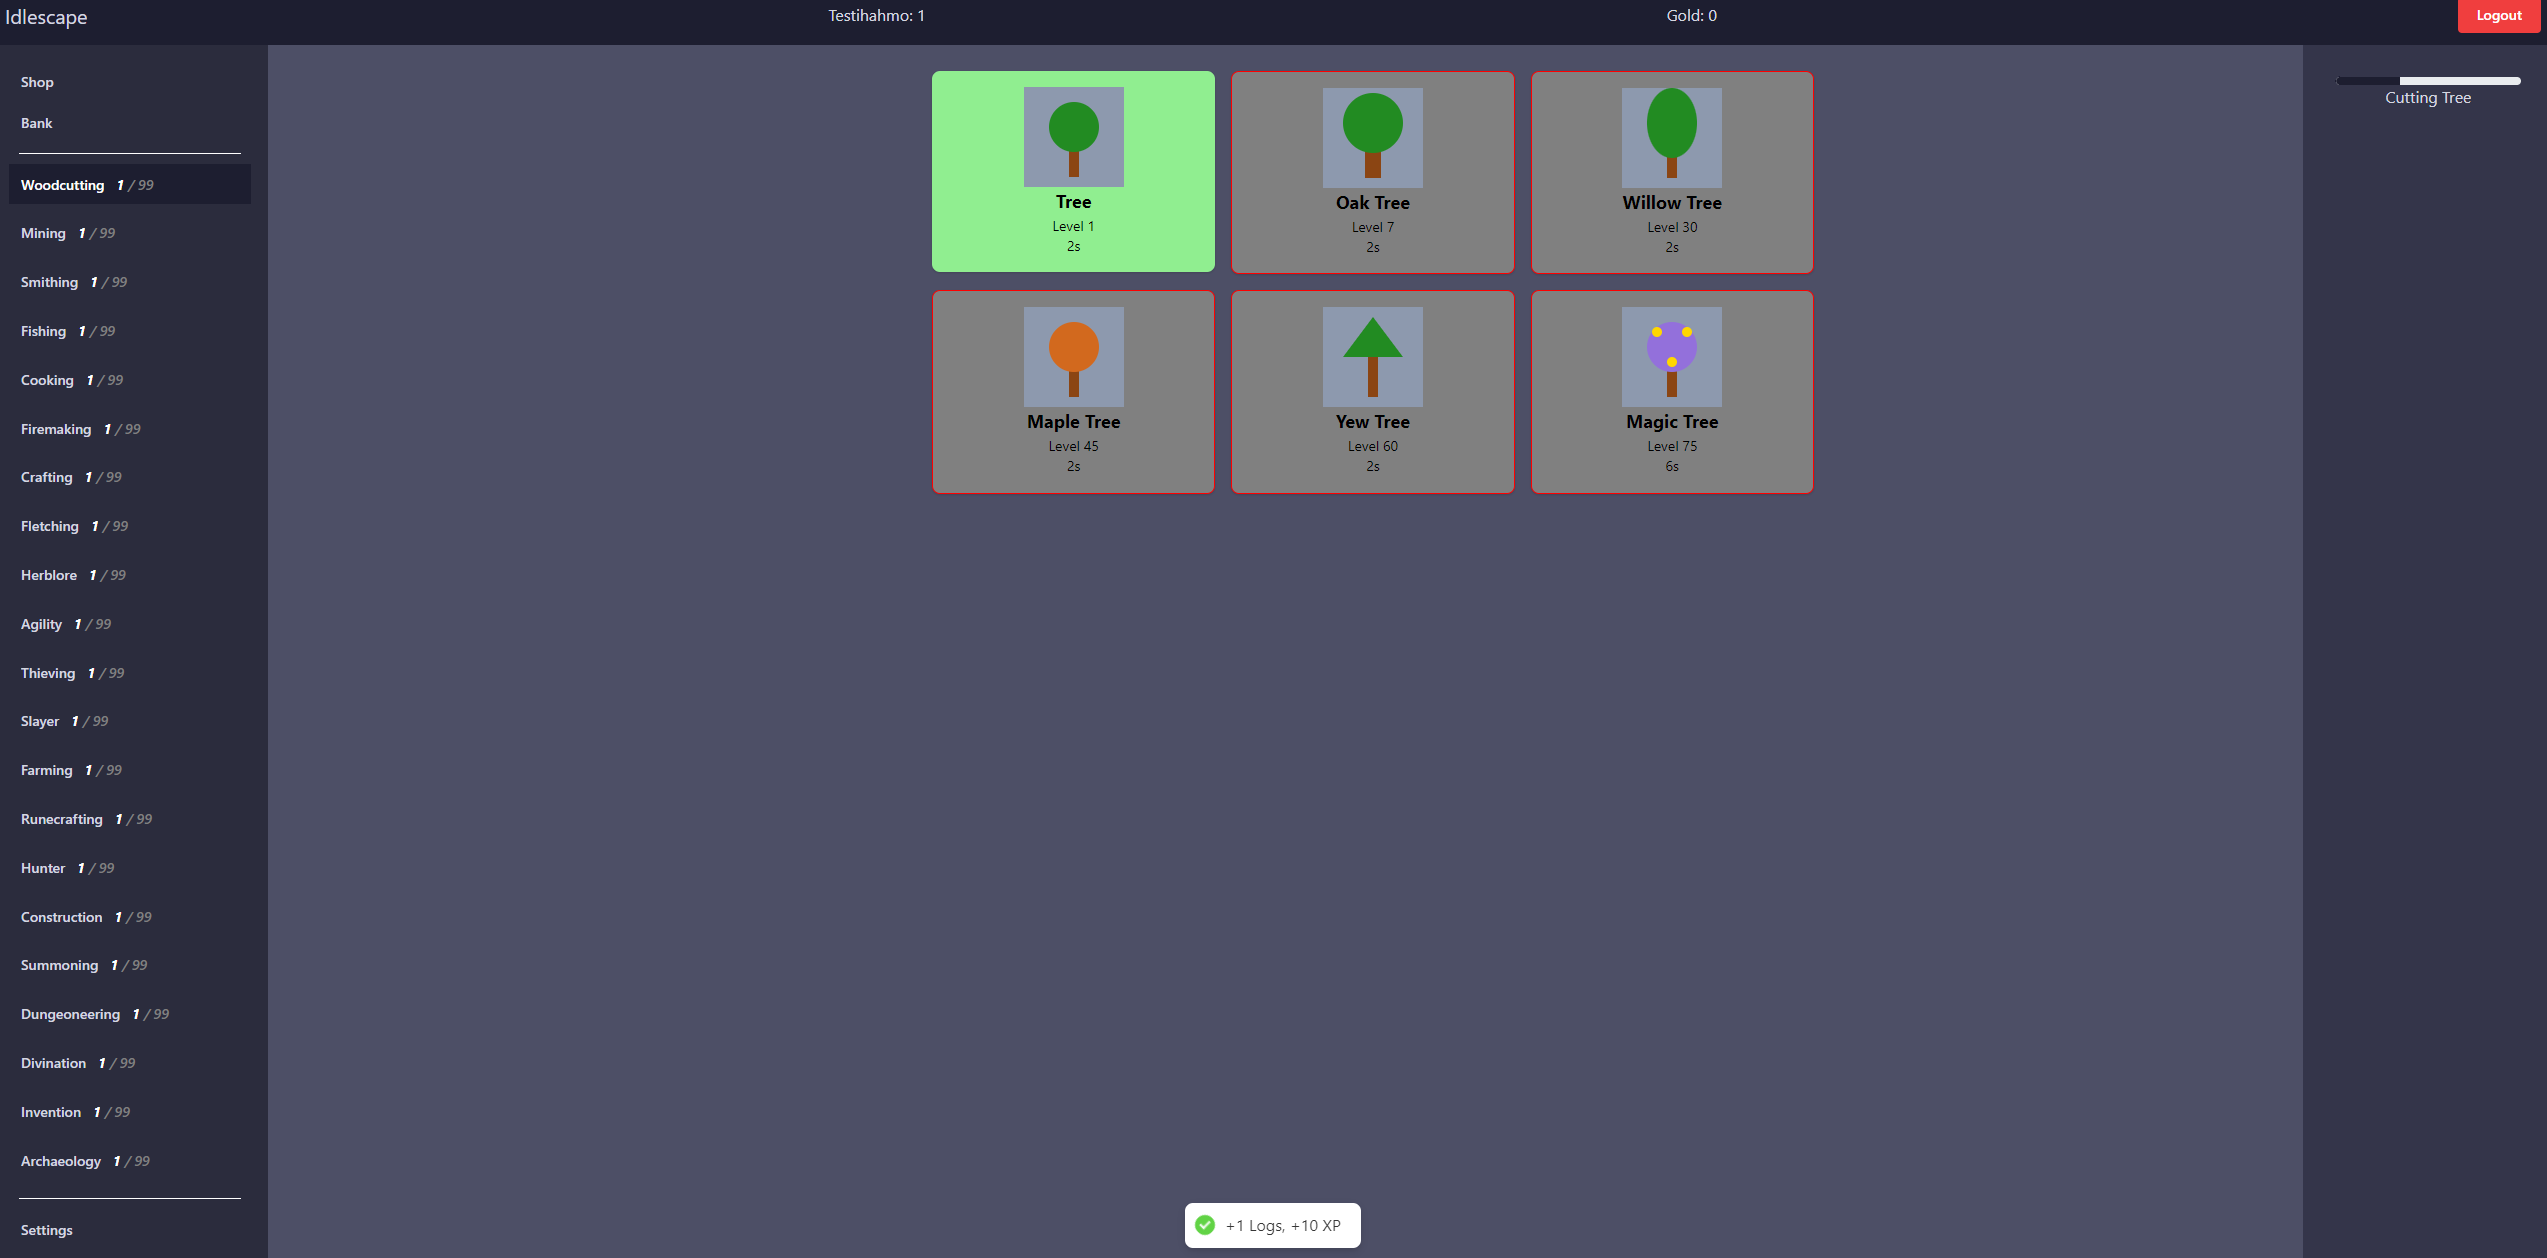 Idlescape
Testihahmo: 1
Gold: 0
Logout
Shop
Bank
Woodcutting 1 / 99
Mining 1 / 99
Smithing 1 / 99
Fishing 1 / 99
Cooking 1 / 99
Firemaking 1 / 99
Crafting 1 / 99
Fletching 1 / 99
Herblore 1 / 99
Agility 1 / 99
Thieving 1 / 99
Slayer 1 / 99
Farming 1 / 99
Runecrafting 1 / 99
Hunter 1 / 99
Construction 1 / 99
Summoning 1 / 99
Dungeoneering 1 / 99
Divination 1 / 99
Invention 1 / 99
Archaeology 1 / 99
Settings
Tree
Level 1
2s
Oak Tree
Level 7
2s
Willow Tree
Level 30
2s
Maple Tree
Level 45
2s
Yew Tree
Level 60
2s
Magic Tree
Level 75
6s
Cutting Tree
+1 Logs, +10 XP